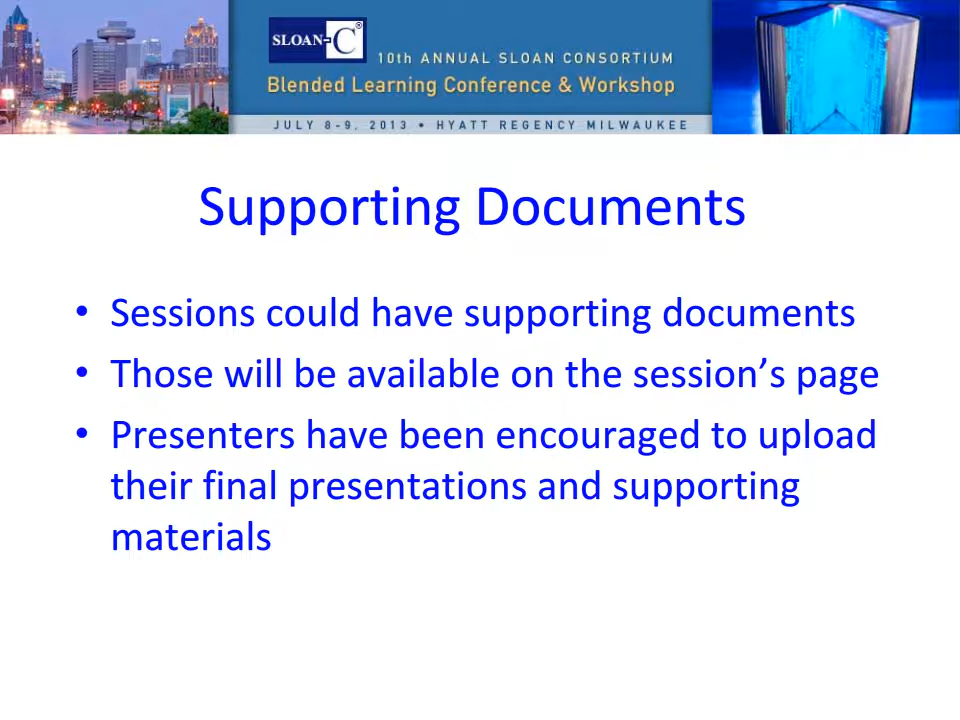 SLOAN-C®
10th ANNUAL SLOAN CONSORTIUM
Blended Learning Conference & Workshop
JULY 8-9, 2013 • HYATT REGENCY MILWAUKEE
Supporting Documents
• Sessions could have supporting documents
• Those will be available on the session’s page
• Presenters have been encouraged to upload
their final presentations and supporting
materials